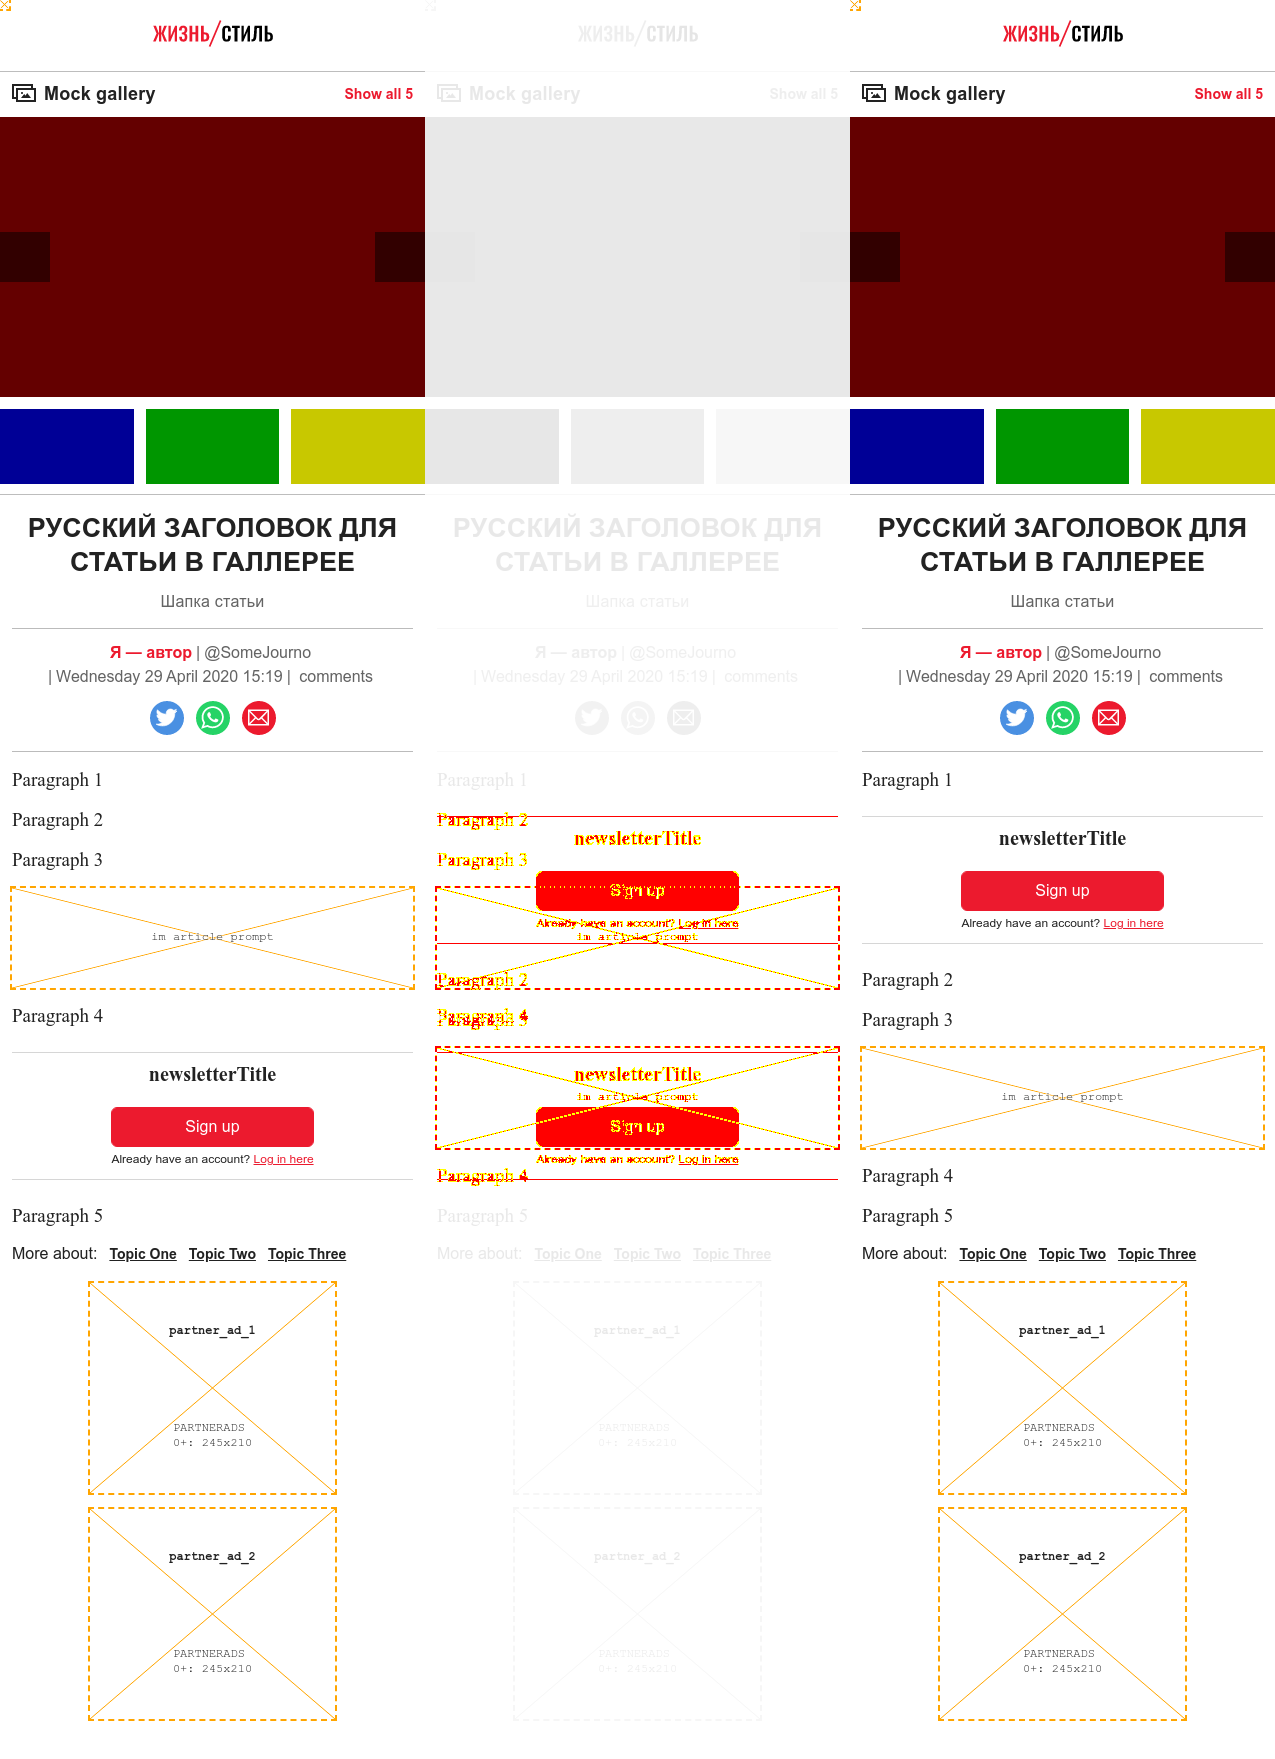 ЖИЗНЬ/СТИЛЬ
Mock gallery
Show all 5
РУССКИЙ ЗАГОЛОВОК ДЛЯ
СТАТЬИ В ГАЛЛЕРЕЕ
Шапка статьи
Я — автор | @SomeJourno
| Wednesday 29 April 2020 15:19 | comments
Paragraph 1
Paragraph 2
Paragraph 3
im article prompt
Paragraph 4
newsletterTitle
Sign up
Already have an account? Log in here
Paragraph 5
More about: Topic One Topic Two Topic Three
partner_ad_1
PARTNERADS
0+: 245x210
partner_ad_2
PARTNERADS
0+: 245x210
ЖИЗНЬ/СТИЛЬ
Mock gallery
Show all 5
РУССКИЙ ЗАГОЛОВОК ДЛЯ
СТАТЬИ В ГАЛЛЕРЕЕ
Шапка статьи
Я — автор | @SomeJourno
| Wednesday 29 April 2020 15:19 | comments
Paragraph 1
Paragraph 2
newsletterTitle
Paragraph 3
Sign up
Already have an account? Log in here
im article prompt
Paragraph 2
Paragraph 4
newsletterTitle
im article prompt
Sign up
Already have an account? Log in here
Paragraph 4
Paragraph 5
More about: Topic One Topic Two Topic Three
partner_ad_1
PARTNERADS
0+: 245x210
partner_ad_2
PARTNERADS
0+: 245x210
ЖИЗНЬ/СТИЛЬ
Mock gallery
Show all 5
РУССКИЙ ЗАГОЛОВОК ДЛЯ
СТАТЬИ В ГАЛЛЕРЕЕ
Шапка статьи
Я — автор | @SomeJourno
| Wednesday 29 April 2020 15:19 | comments
Paragraph 1
newsletterTitle
Sign up
Already have an account? Log in here
Paragraph 2
Paragraph 3
im article prompt
Paragraph 4
Paragraph 5
More about: Topic One Topic Two Topic Three
partner_ad_1
PARTNERADS
0+: 245x210
partner_ad_2
PARTNERADS
0+: 245x210